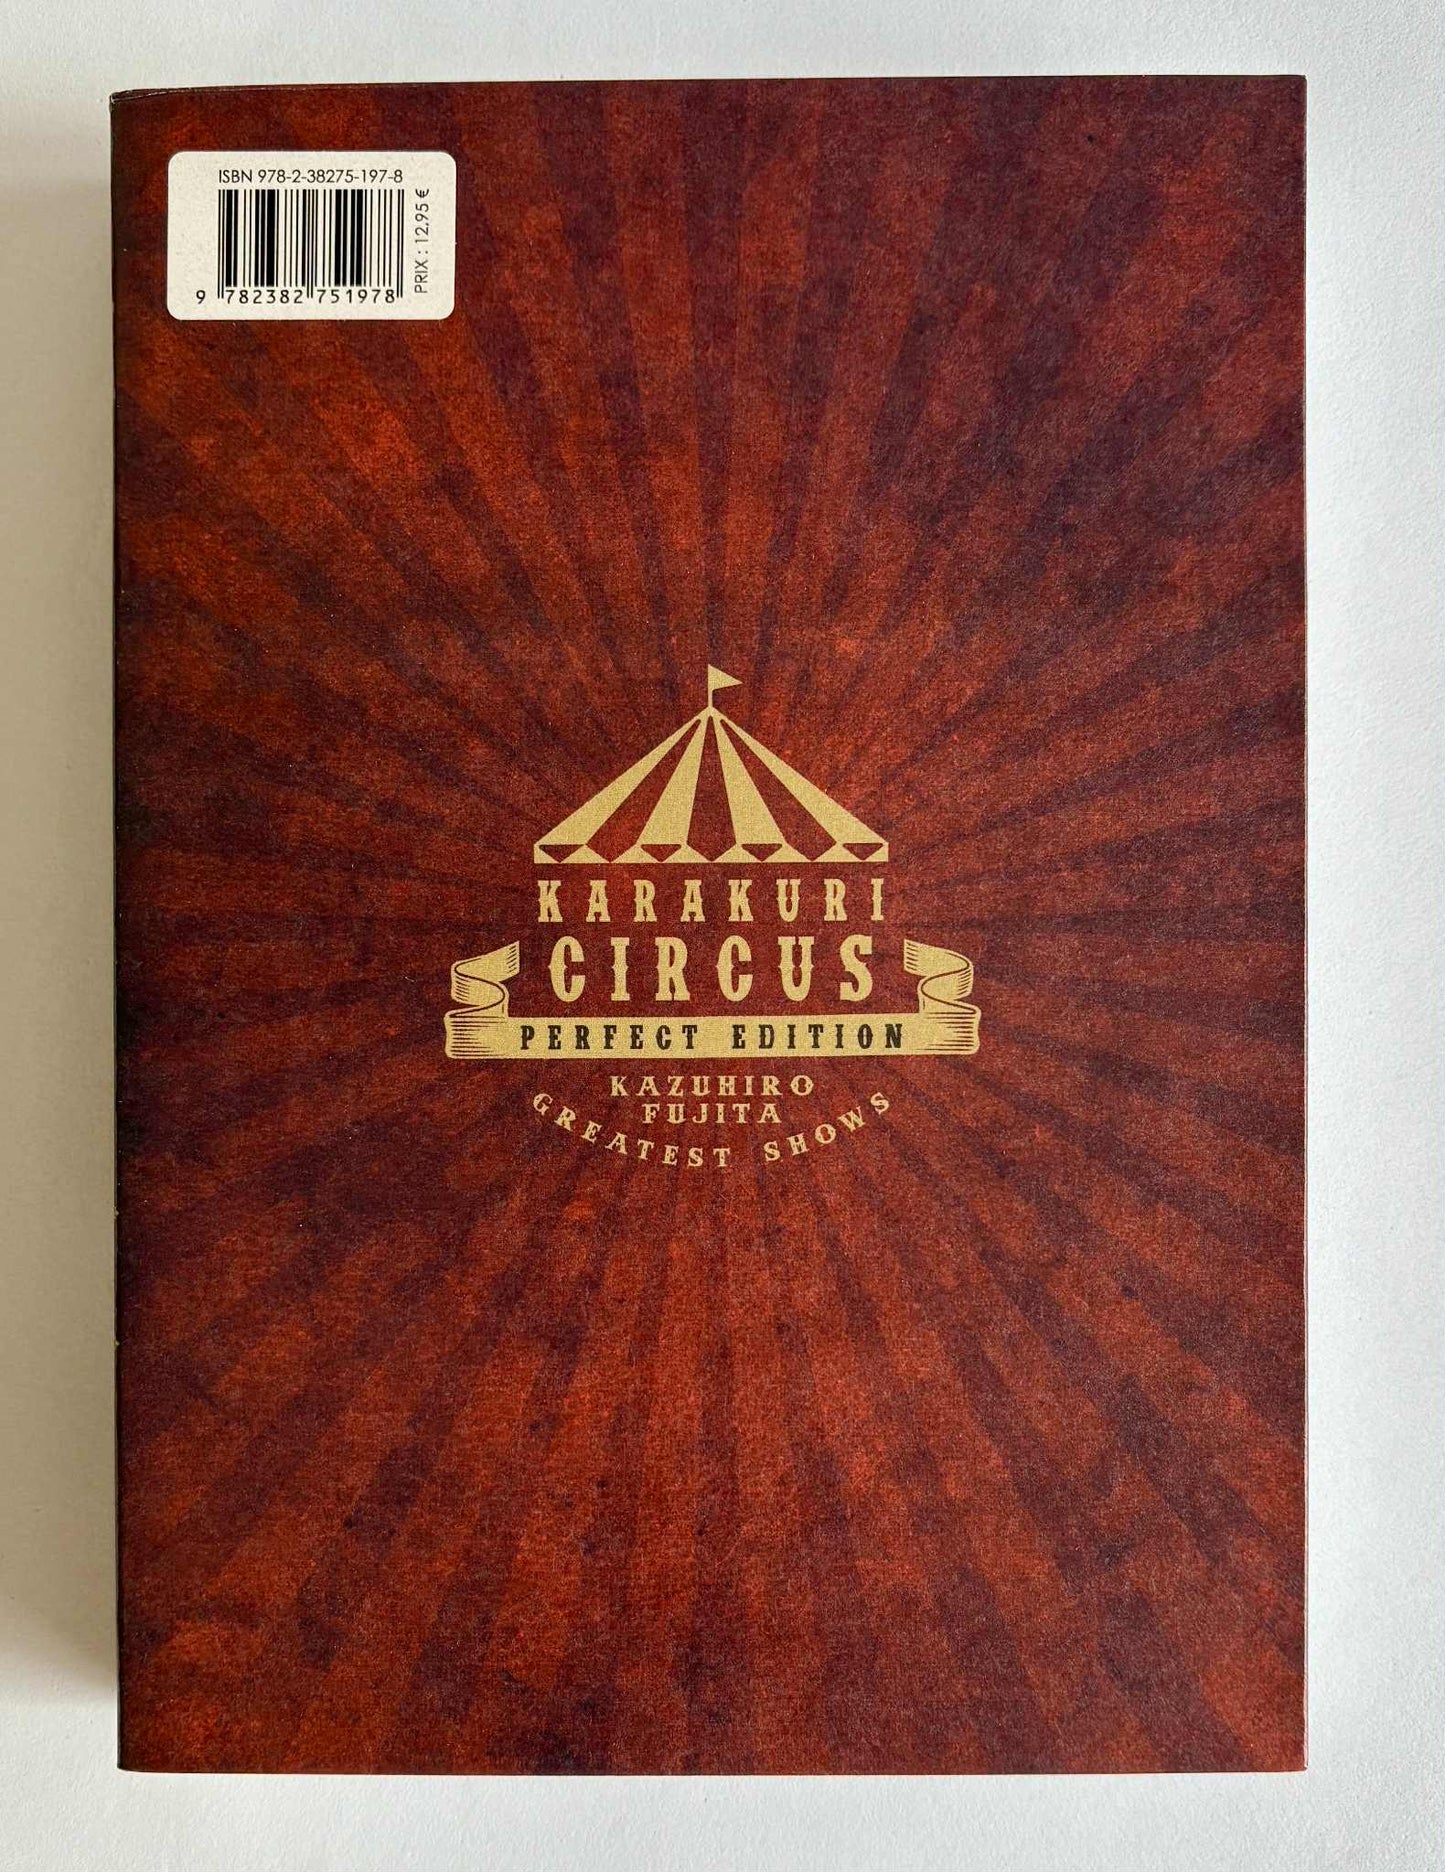 ISBN 978-2-38275-197-8
9 782382 751978
PRIX : 12,95 €
KARAKURI
CIRCUS
PERFECT EDITION
KAZUHIRO
FUJITA
GREATEST SHOWS